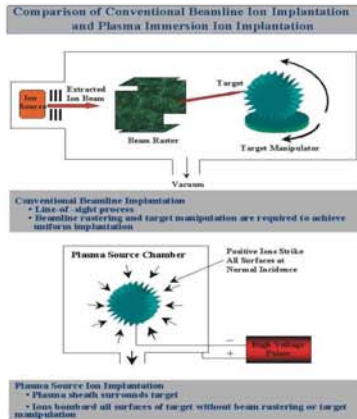 Comparison of Conventional Beamline Ion Implantation
and Plasma Immersion Ion Implantation
Extracted
Ion Beam
Ion
Source
Target
Beam Raster
Target Manipulator
Vacuum
Conventional Beamline Implantation
• Line-of -sight process
• Beamline rastering and target manipulation are required to achieve
uniform implantation
Plasma Source Chamber
Positive Ions Strike
All Surfaces at
Normal Incidence
−
+
High Voltage
Pulser
Plasma Source Ion Implantation
• Plasma sheath surrounds target
• Ions bombard all surfaces of target without beam rastering or target
manipulation